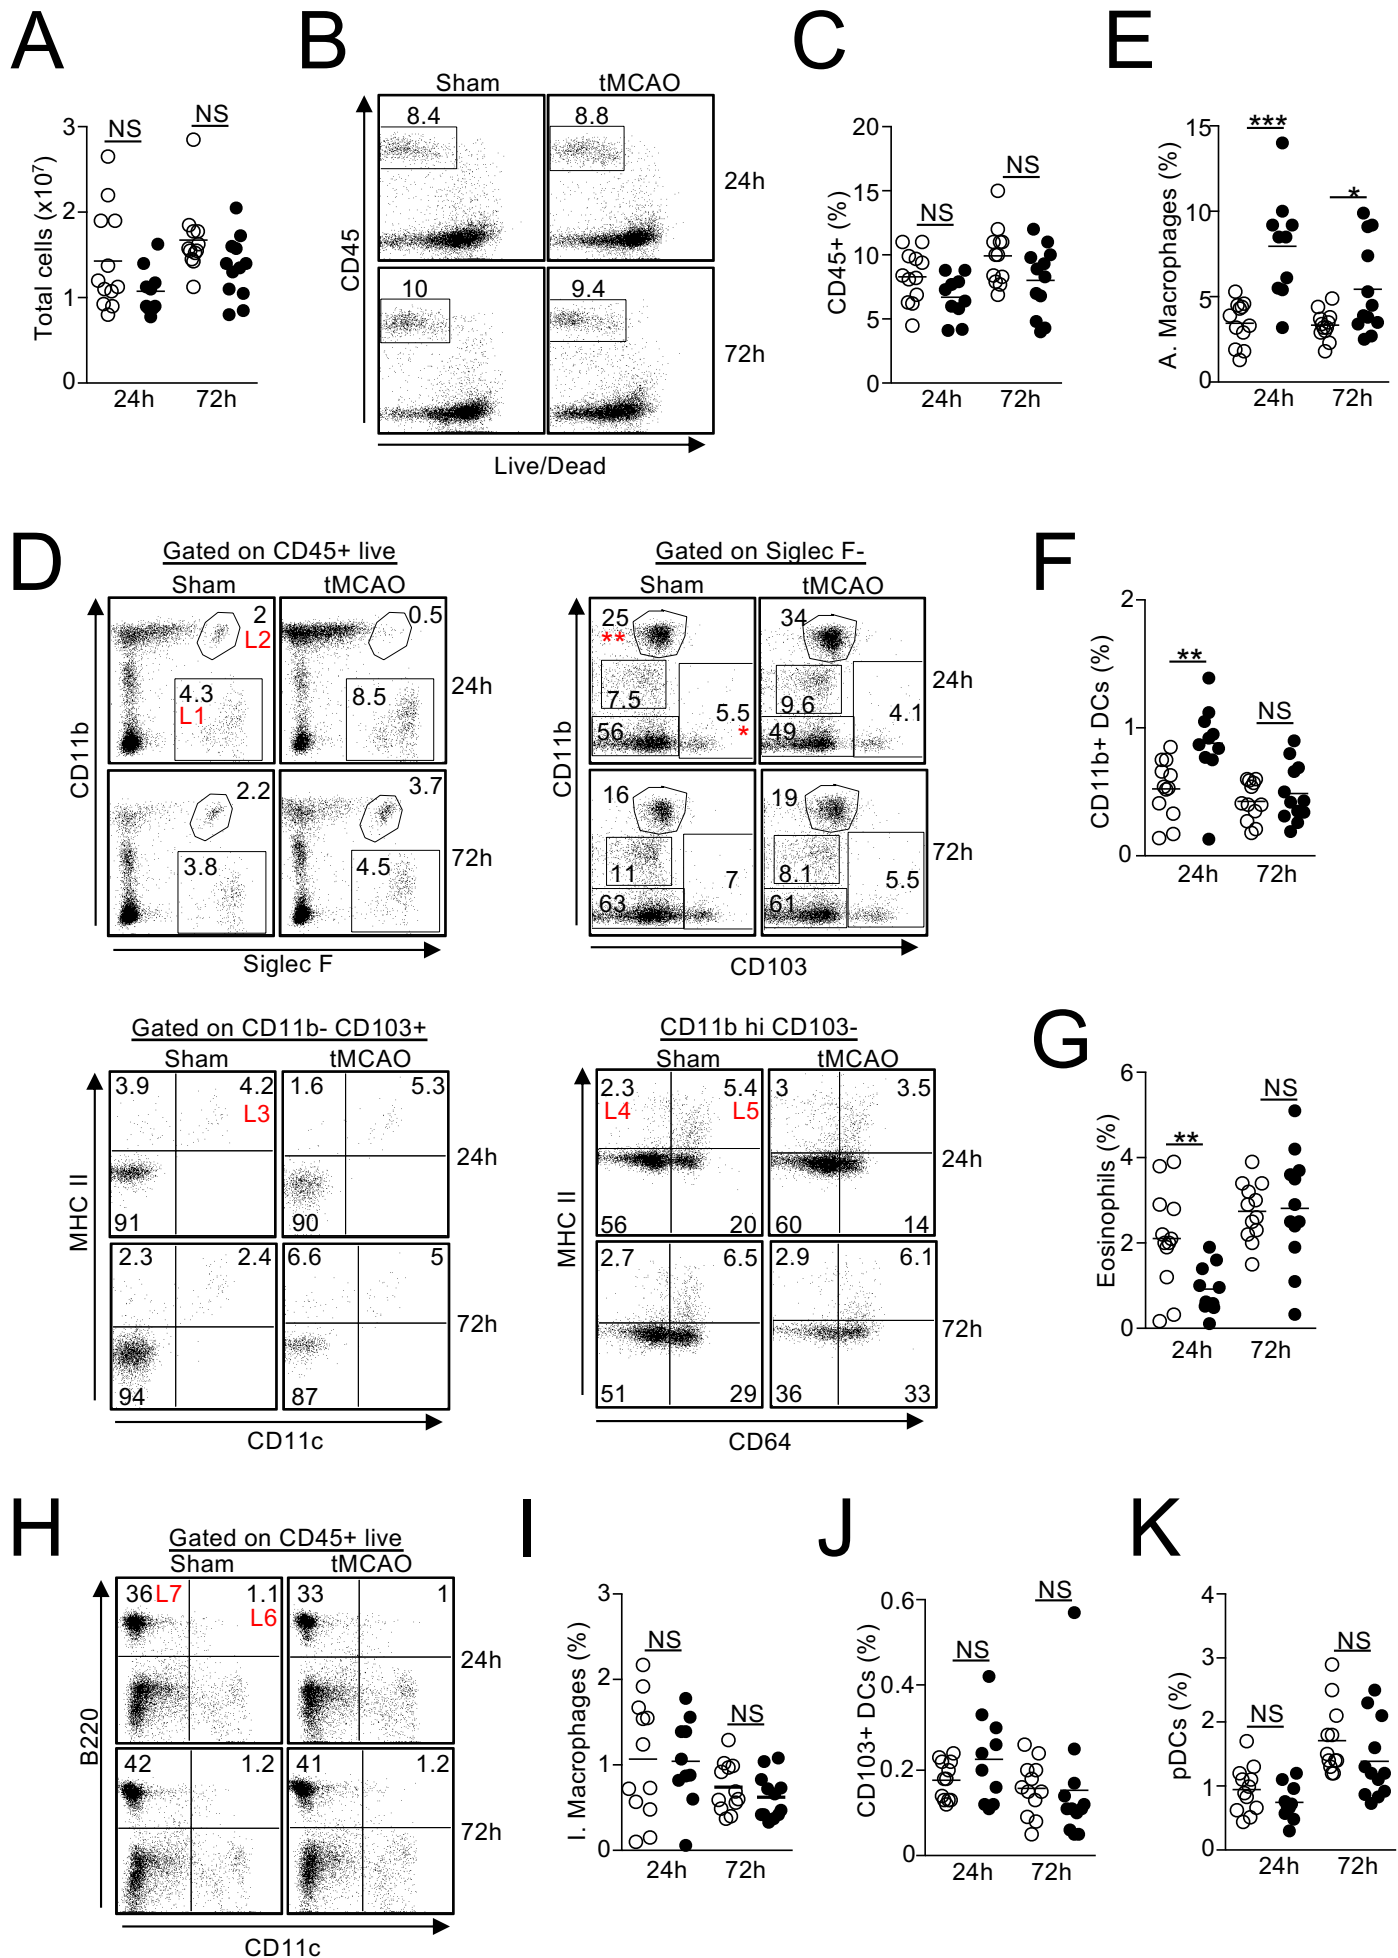 A
B
C
E
Total cells (x10⁷)
3
2
1
0
NS
NS
24h
72h
Sham
tMCAO
8.4
8.8
24h
10
9.4
72h
CD45
Live/Dead
CD45+ (%)
20
15
10
5
0
NS
NS
24h
72h
A. Macrophages (%)
15
10
5
0
***
*
24h
72h
D
F
Gated on CD45+ live
Sham
tMCAO
2
L2
0.5
4.3
L1
8.5
24h
2.2
3.7
3.8
4.5
72h
CD11b
Siglec F
Gated on Siglec F-
Sham
tMCAO
25
**
34
7.5
9.6
5.5
*
4.1
56
49
24h
16
19
11
8.1
7
5.5
63
61
72h
CD11b
CD103
CD11b+ DCs (%)
2
1
0
**
NS
24h
72h
Gated on CD11b- CD103+
Sham
tMCAO
3.9
4.2
L3
1.6
5.3
91
90
24h
2.3
2.4
6.6
5
94
87
72h
MHC II
CD11c
CD11b hi CD103-
Sham
tMCAO
2.3
L4
5.4
L5
3
3.5
56
20
60
14
24h
2.7
6.5
2.9
6.1
51
29
36
33
72h
MHC II
CD64
G
Eosinophils (%)
6
4
2
0
**
NS
24h
72h
H
I
J
K
Gated on CD45+ live
Sham
tMCAO
36 L7
1.1
L6
33
1
24h
42
1.2
41
1.2
72h
B220
CD11c
I. Macrophages (%)
3
2
1
0
NS
NS
24h
72h
CD103+ DCs (%)
0.6
0.4
0.2
0
NS
NS
24h
72h
pDCs (%)
4
3
2
1
0
NS
NS
24h
72h